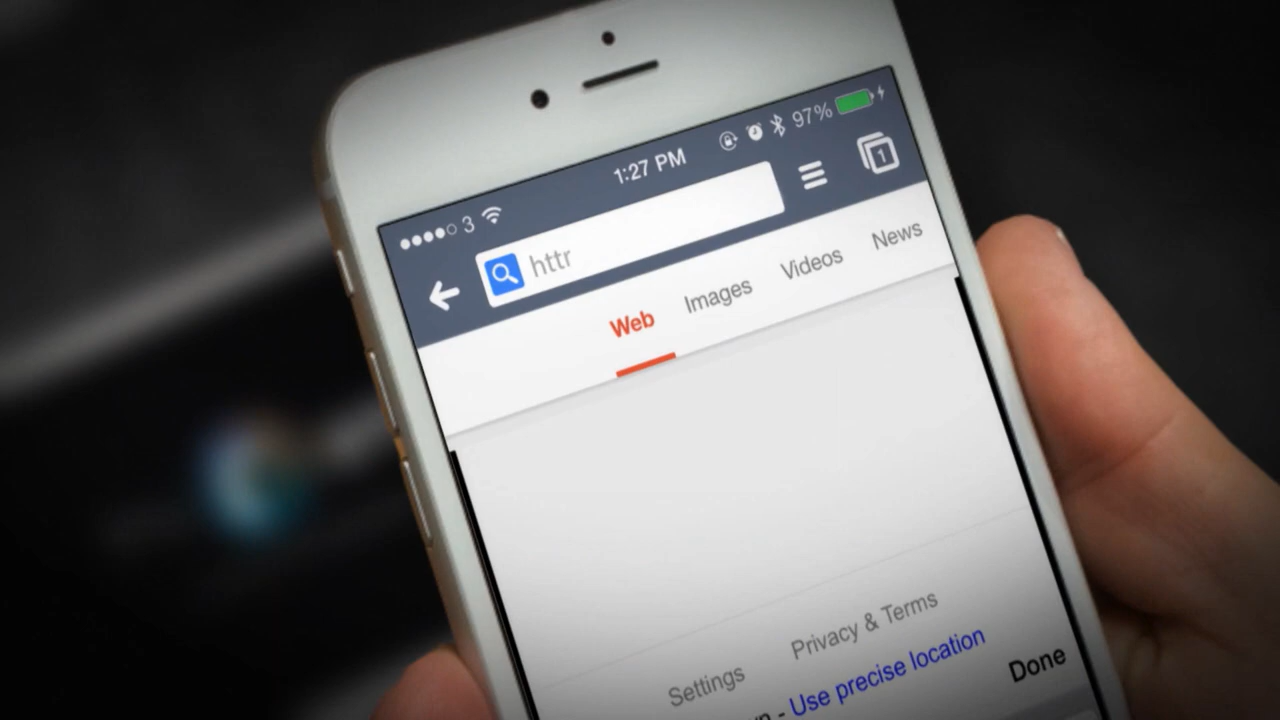 3 1:27 PM 97%
httr
1
Web Images Videos News
Settings Privacy & Terms
- Use precise location
Done